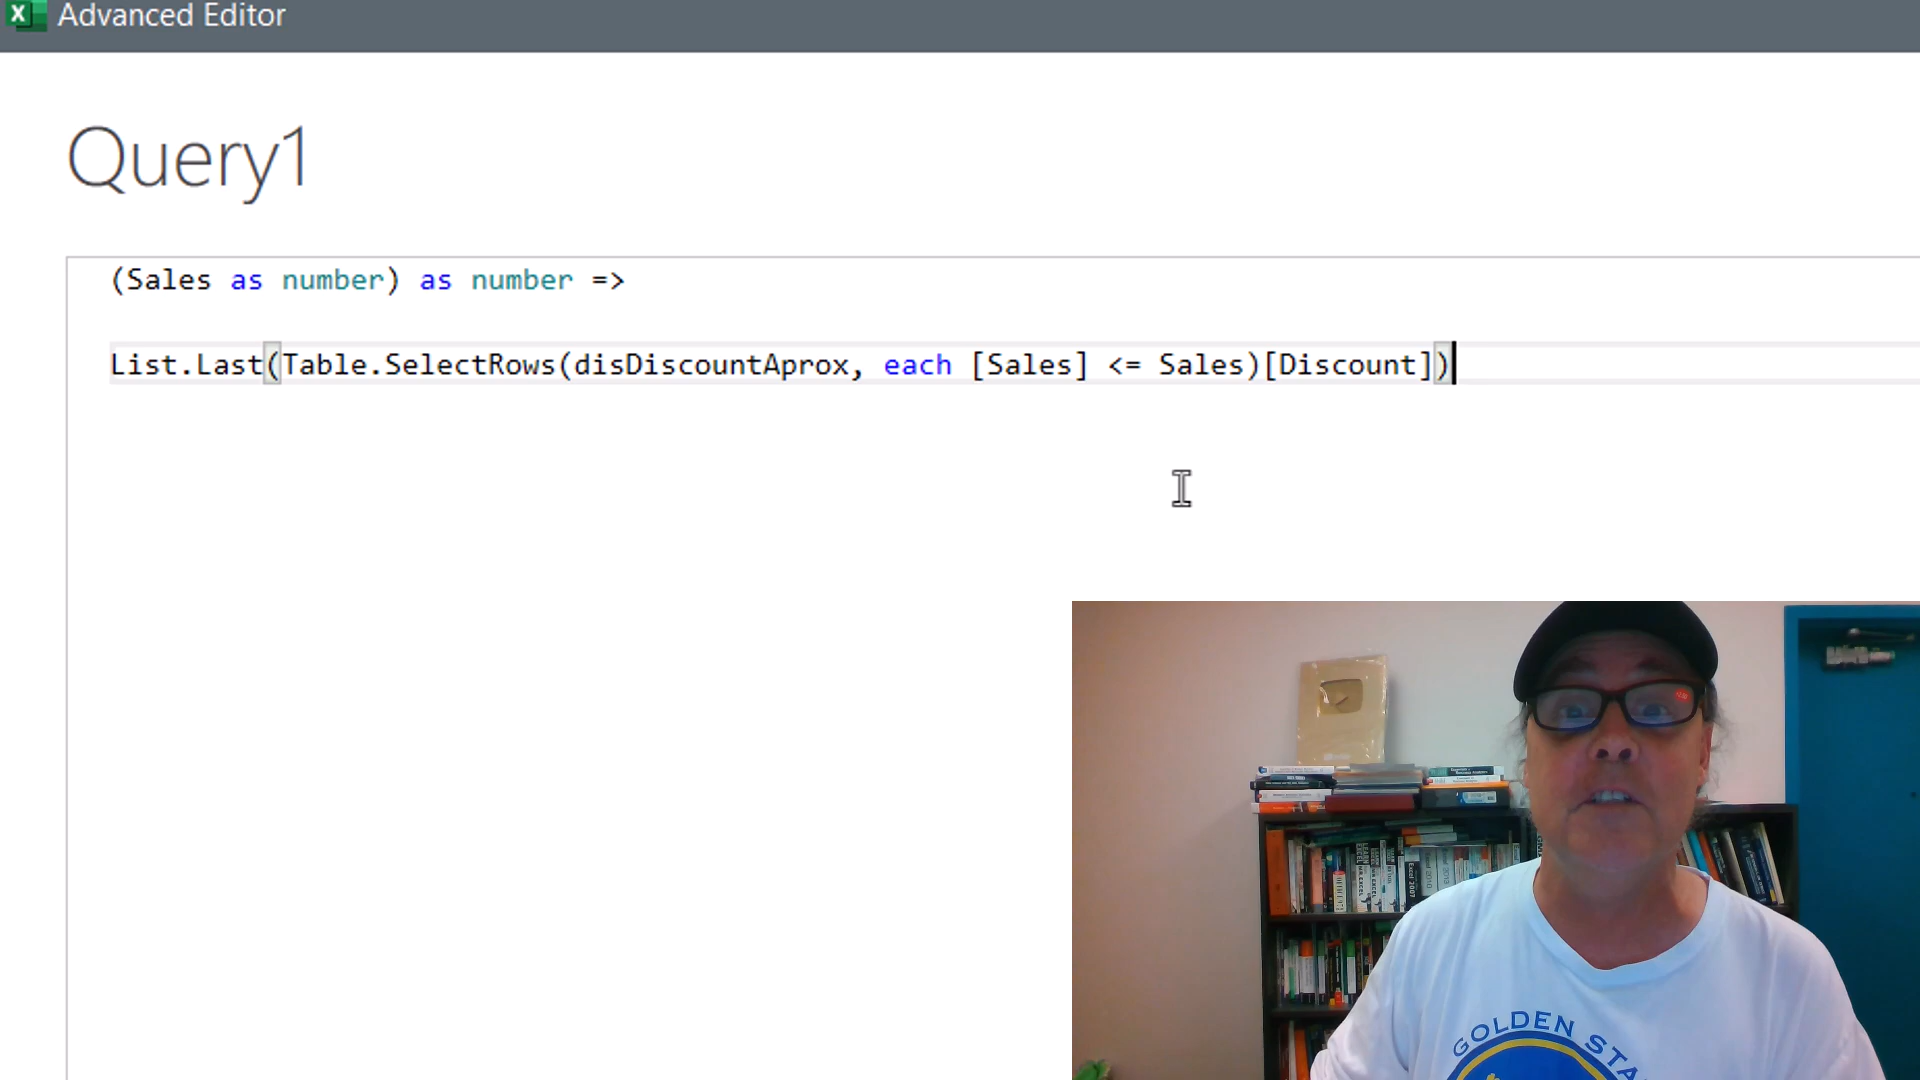 Advanced Editor
Query1
(Sales as number) as number =>
List.Last(Table.SelectRows(disDiscountAprox, each [Sales] <= Sales)[Discount])
GOLDEN STA